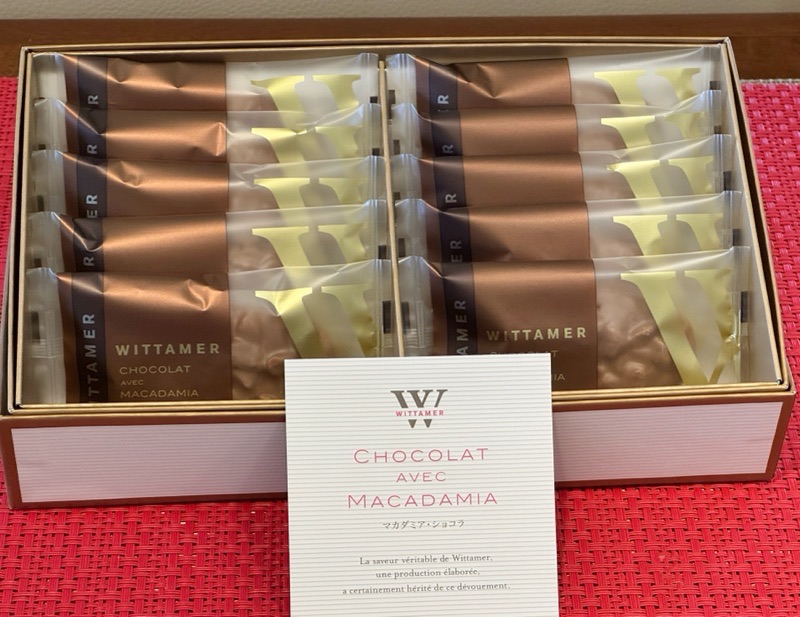 WITTAMER
CHOCOLAT
AVEC
MACADAMIA
WITTAMER
W
WITTAMER
CHOCOLAT
AVEC
MACADAMIA
マカダミア・ショコラ
La saveur véritable de Wittamer,
une production élaborée,
a certainement hérité de ce dévouement.